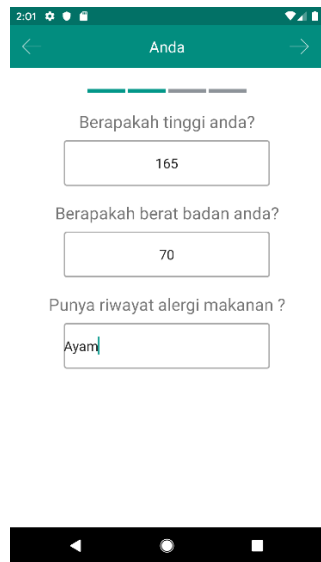 2:01
Anda
Berapakah tinggi anda?
165
Berapakah berat badan anda?
70
Punya riwayat alergi makanan ?
Ayam